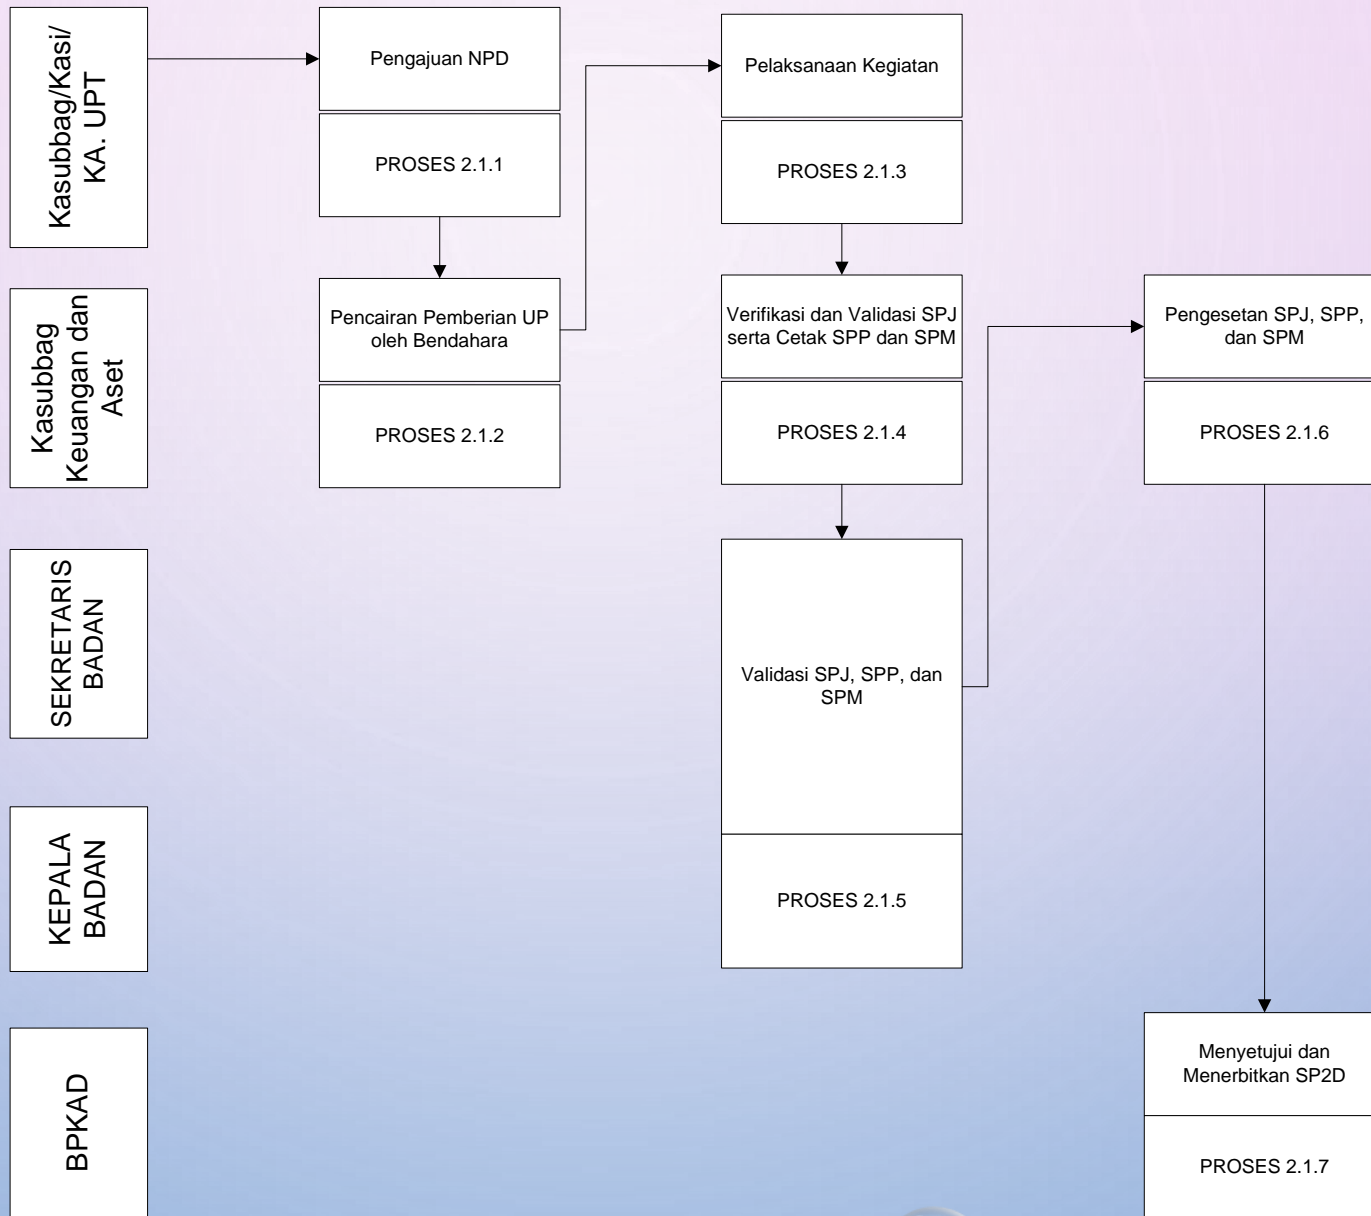 Kasubbag/Kasi/
KA. UPT
Pengajuan NPD
PROSES 2.1.1
Pelaksanaan Kegiatan
PROSES 2.1.3
Kasubbag
Keuangan dan
Aset
Pencairan Pemberian UP
oleh Bendahara
PROSES 2.1.2
Verifikasi dan Validasi SPJ
serta Cetak SPP dan SPM
PROSES 2.1.4
Pengesetan SPJ, SPP,
dan SPM
PROSES 2.1.6
SEKRETARIS
BADAN
Validasi SPJ, SPP, dan
SPM
KEPALA
BADAN
PROSES 2.1.5
BPKAD
Menyetujui dan
Menerbitkan SP2D
PROSES 2.1.7